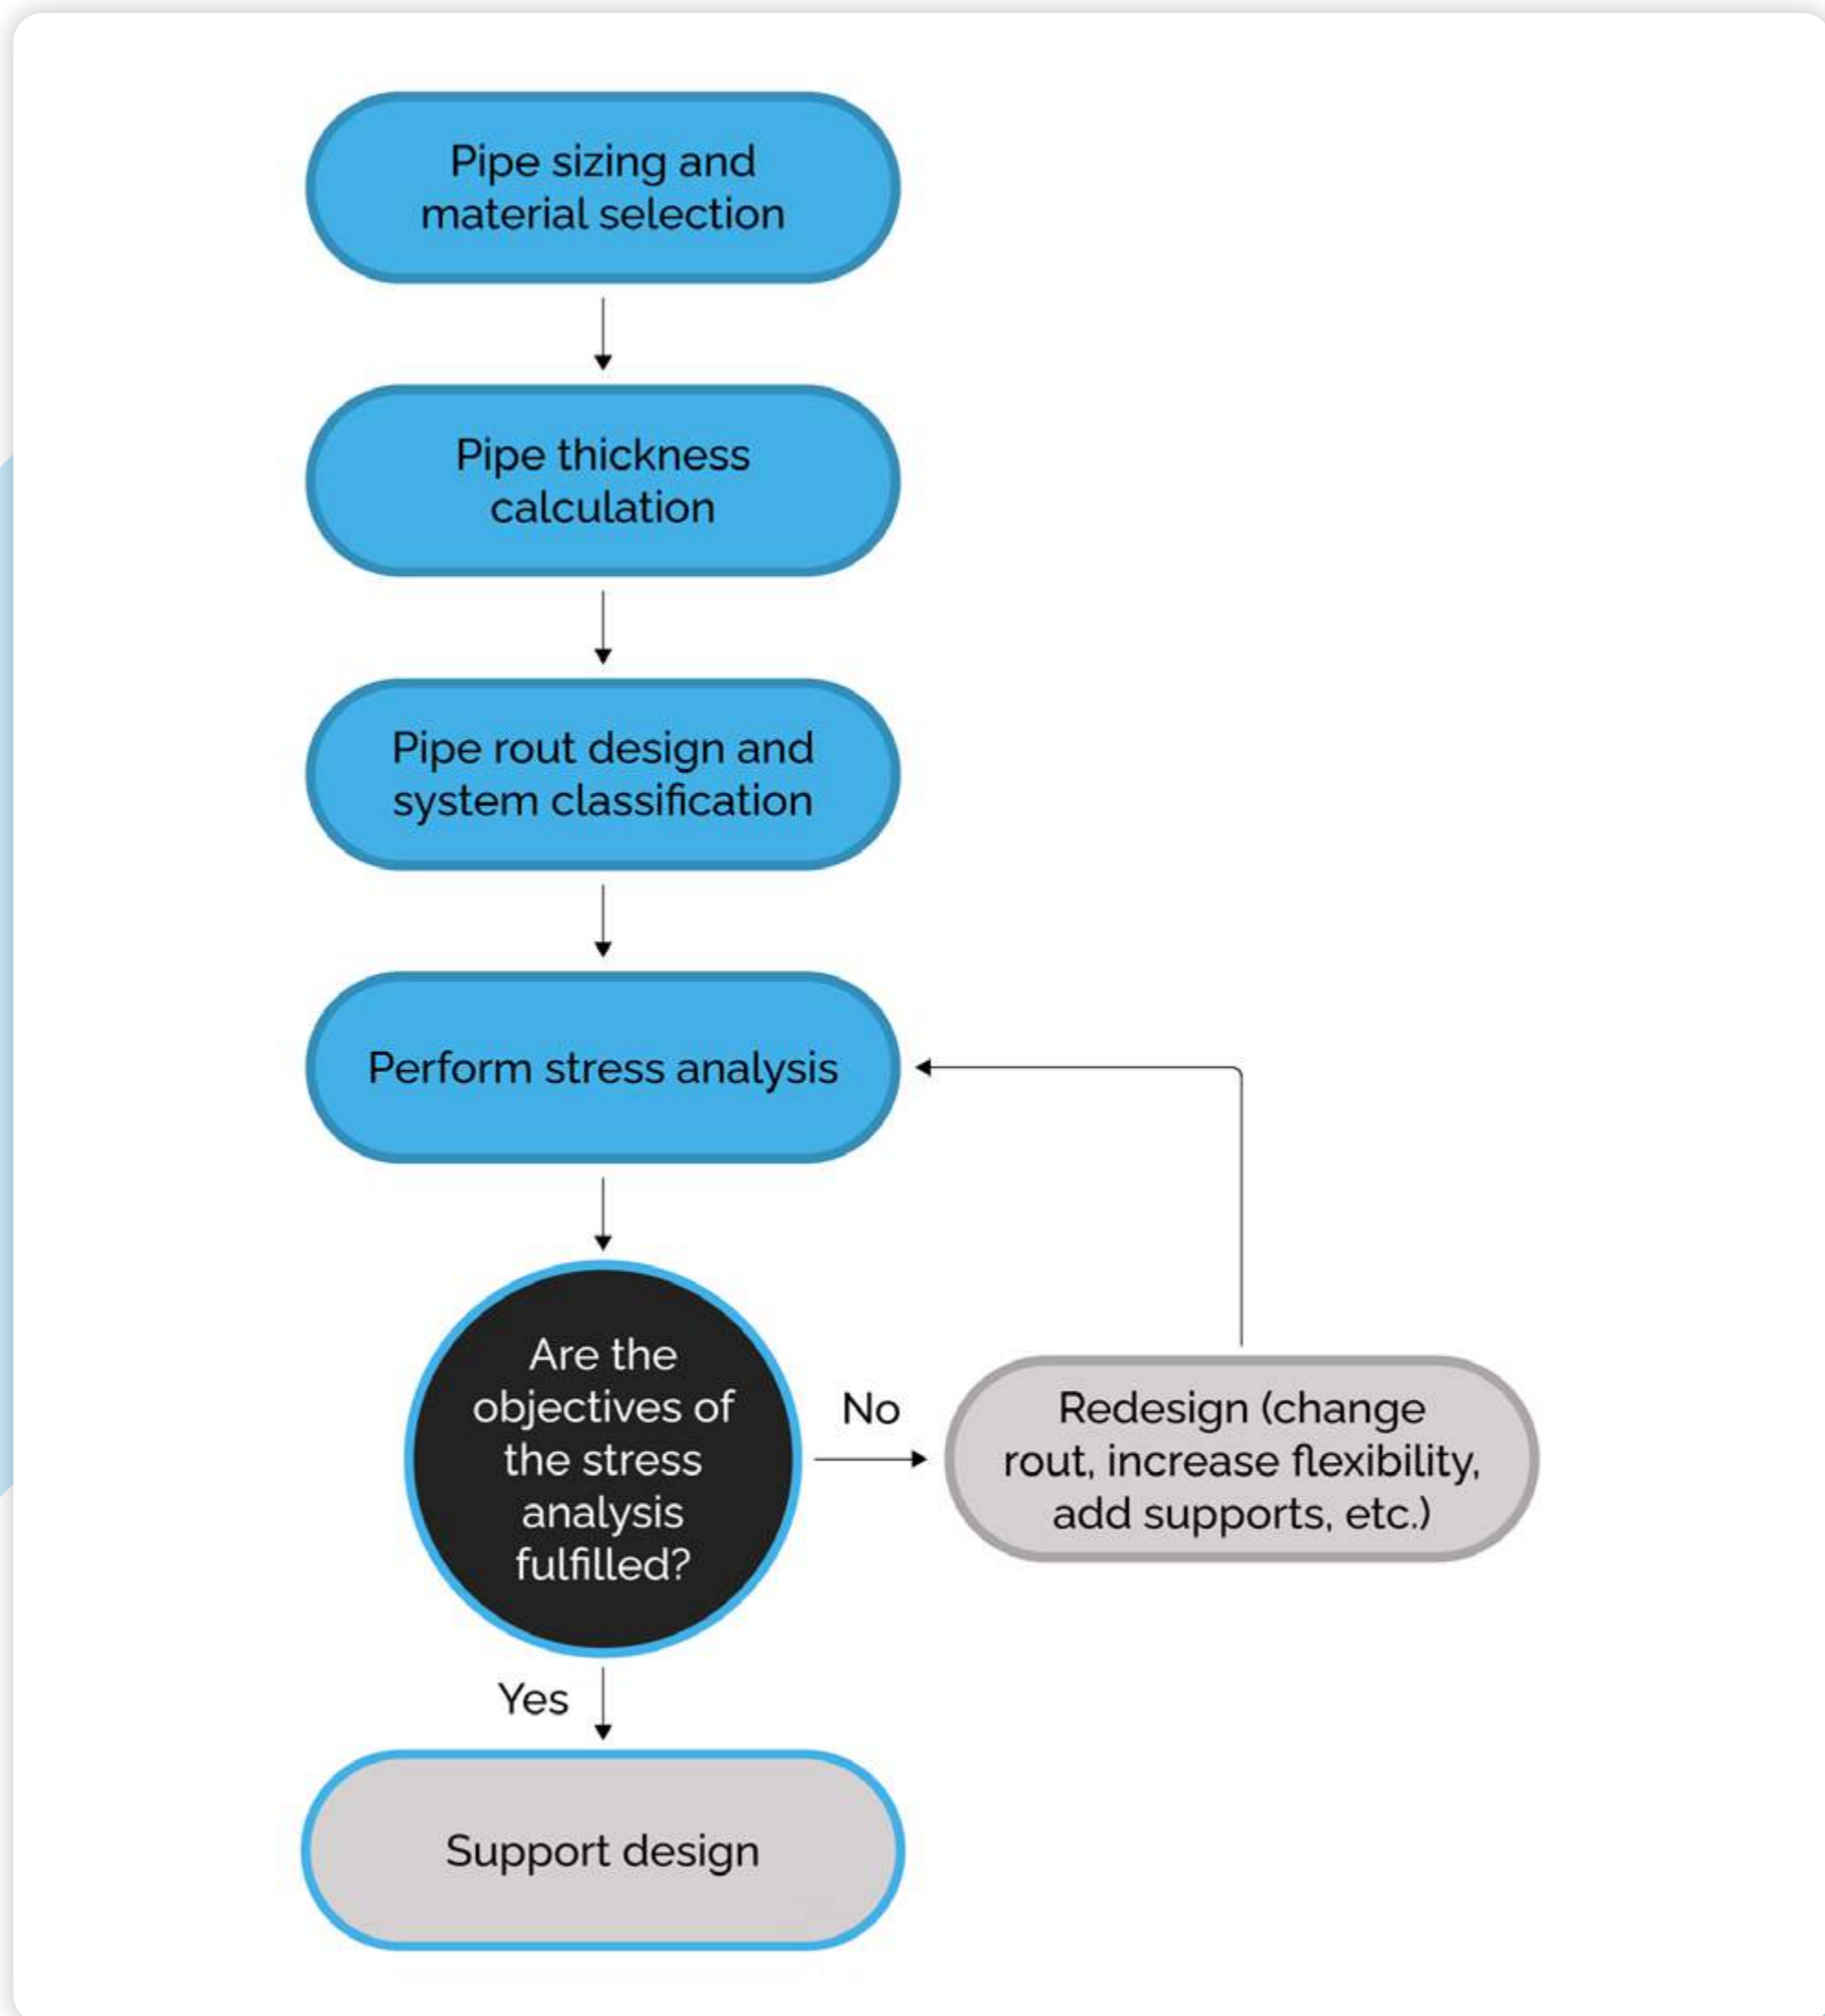 Pipe sizing and
material selection
Pipe thickness
calculation
Pipe rout design and
system classification
Perform stress analysis
Are the
objectives of
the stress
analysis
fulfilled?
No
Redesign (change
rout, increase flexibility,
add supports, etc.)
Yes
Support design